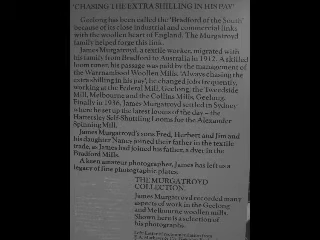 'CHASING THE EXTRA SHILLING IN HIS PAY'
Geelong has been called the 'Bradford of the South'
because of its close industrial and commercial links
with the woollen heart of England. The Murgatroyd
family helped forge this link.
James Murgatroyd, a textile worker, migrated with
his family from Bradford to Australia in 1912. A skilled
loom tuner, his passage was paid by the management of
the Warrnambool Woollen Mills. 'Always chasing the
extra shilling in his pay', he changed jobs frequently,
working at the Federal Mill, Geelong, the Tweedside
Mill, Melbourne and the Collins Mills, Geelong.
Finally in 1936, James Murgatroyd settled in Sydney
where he set up the latest looms of the day – the
Hattersley Self-Shuttling Looms for the Alexander
Spinning Mill.
James Murgatroyd's sons Fred, Herbert and Jim and
his daughter Nancy joined their father in the textile
trade, as James had joined his father, a dyer, in the
Bradford Mills.
A keen amateur photographer, James has left us a
legacy of fine photographic plates.
THE MURGATROYD
COLLECTION.
James Murgatroyd recorded many
aspects of work in the Geelong
and Melbourne woollen mills.
Shown here is a selection of
his photographs.